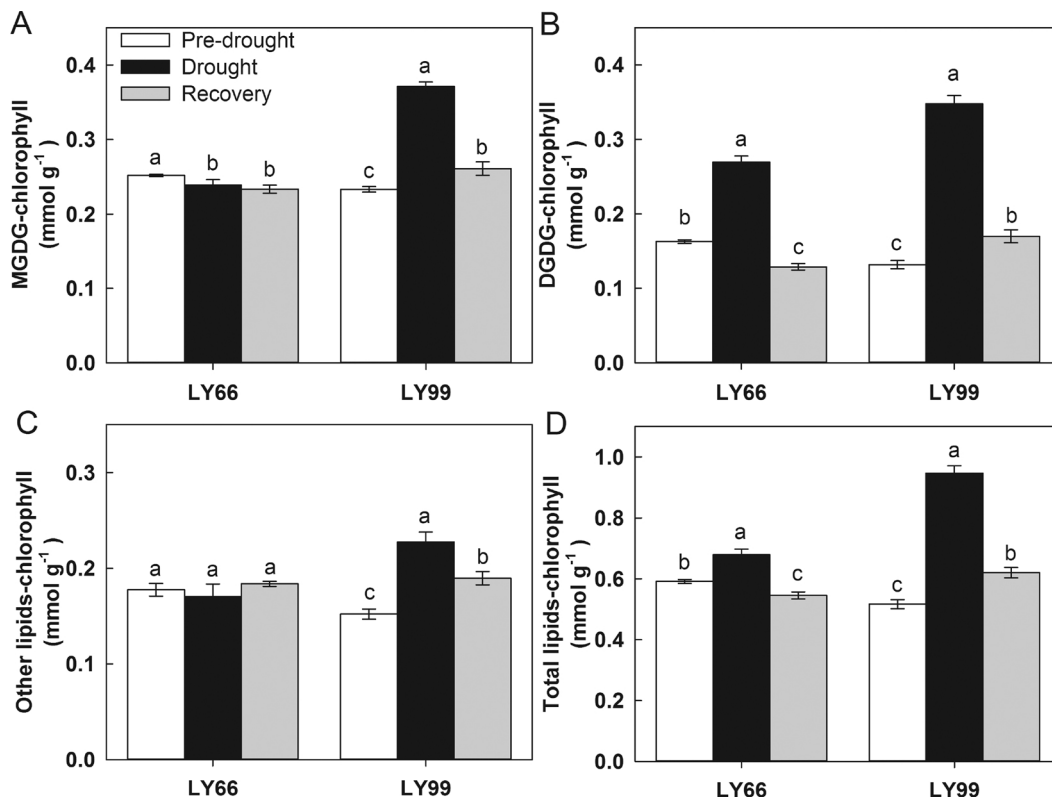 A
Pre-drought
Drought
Recovery
MGDG-chlorophyll
(mmol g⁻¹)
0.4
0.3
0.2
0.1
0.0
a
b
b
c
a
b
LY66
LY99
B
DGDG-chlorophyll
(mmol g⁻¹)
0.4
0.3
0.2
0.1
0.0
b
a
c
c
a
b
LY66
LY99
C
Other lipids-chlorophyll
(mmol g⁻¹ )
0.3
0.2
0.1
0.0
a
a
a
c
a
b
LY66
LY99
D
Total lipids-chlorophyll
(mmol g⁻¹ )
1.0
0.8
0.6
0.4
0.2
0.0
b
a
c
c
a
b
LY66
LY99